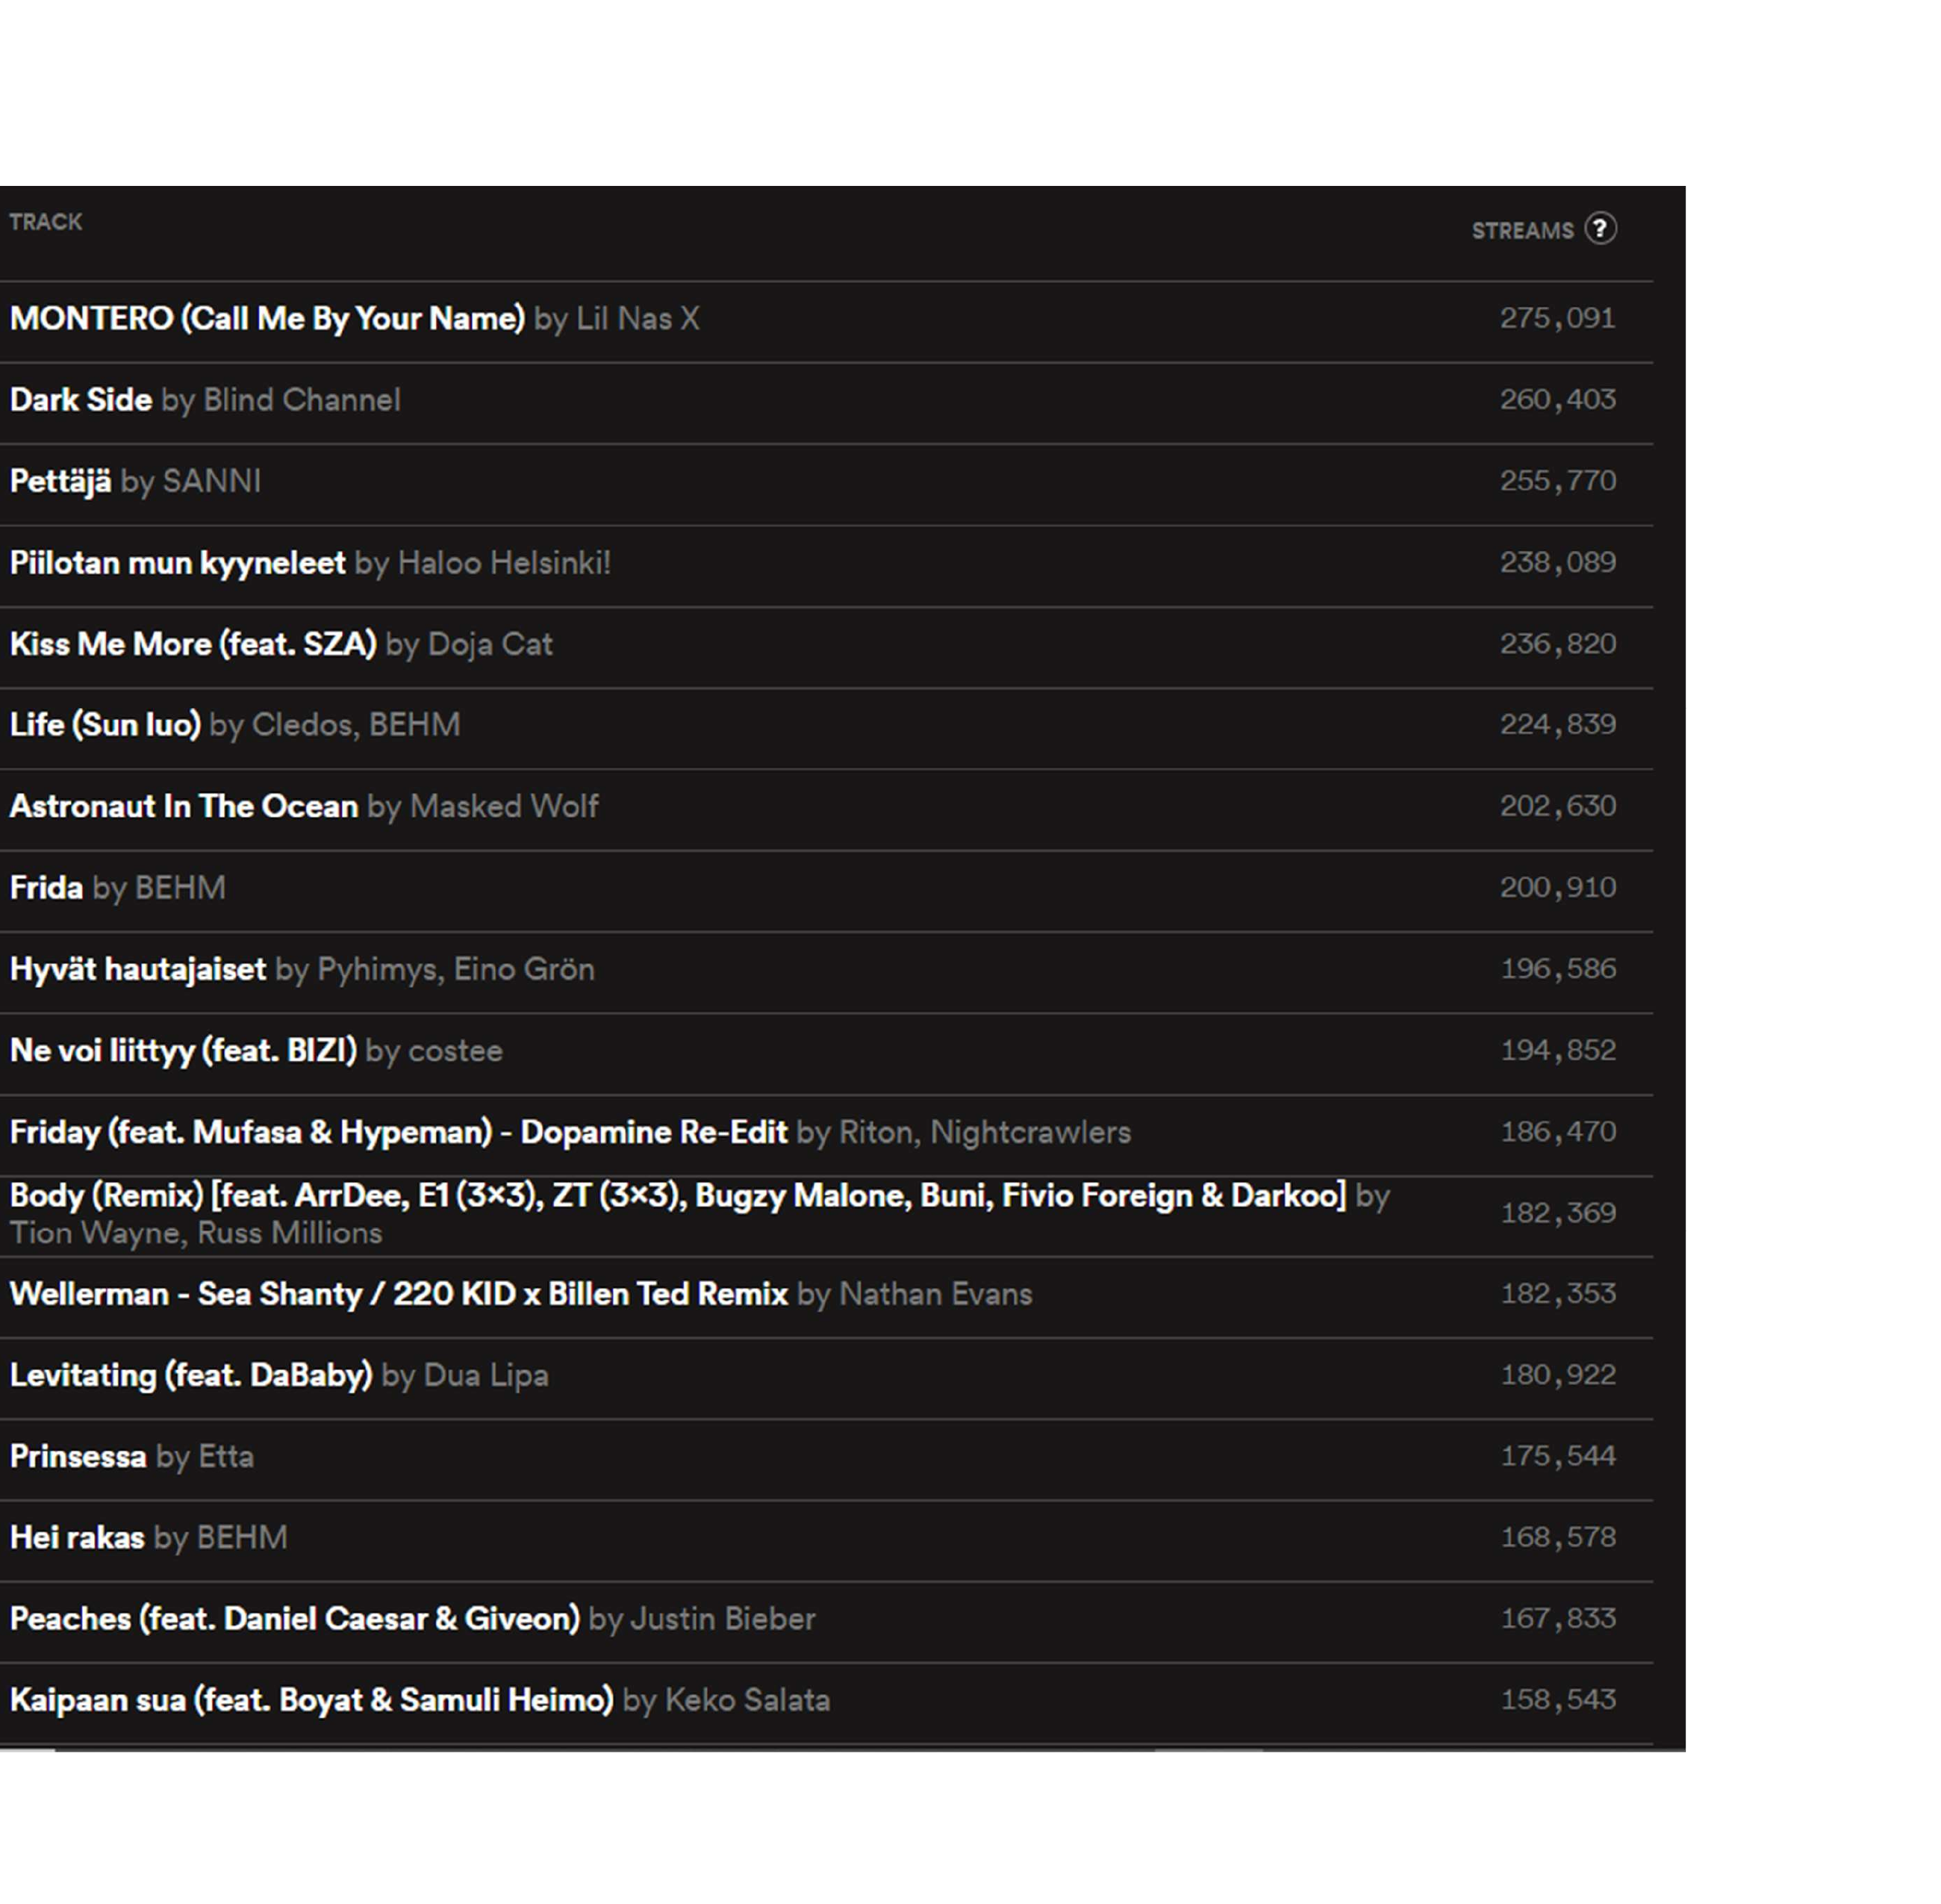 TRACK STREAMS ?
MONTERO (Call Me By Your Name) by Lil Nas X 275,091
Dark Side by Blind Channel 260,403
Pettäjä by SANNI 255,770
Piilotan mun kyyneleet by Haloo Helsinki! 238,089
Kiss Me More (feat. SZA) by Doja Cat 236,820
Life (Sun luo) by Cledos, BEHM 224,839
Astronaut In The Ocean by Masked Wolf 202,630
Frida by BEHM 200,910
Hyvät hautajaiset by Pyhimys, Eino Grön 196,586
Ne voi liittyy (feat. BIZI) by costee 194,852
Friday (feat. Mufasa & Hypeman) - Dopamine Re-Edit by Riton, Nightcrawlers 186,470
Body (Remix) [feat. ArrDee, E1 (3×3), ZT (3×3), Bugzy Malone, Buni, Fivio Foreign & Darkoo] by
Tion Wayne, Russ Millions 182,369
Wellerman - Sea Shanty / 220 KID x Billen Ted Remix by Nathan Evans 182,353
Levitating (feat. DaBaby) by Dua Lipa 180,922
Prinsessa by Etta 175,544
Hei rakas by BEHM 168,578
Peaches (feat. Daniel Caesar & Giveon) by Justin Bieber 167,833
Kaipaan sua (feat. Boyat & Samuli Heimo) by Keko Salata 158,543